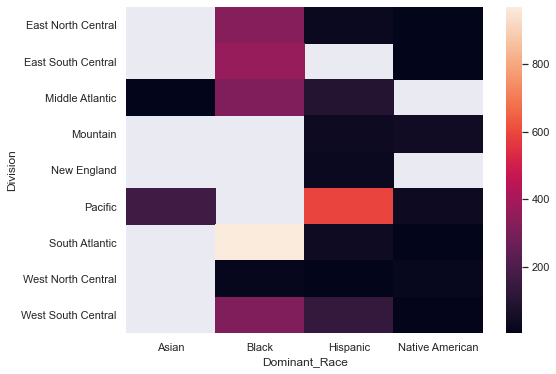 East North Central
East South Central
Middle Atlantic
Mountain
New England
Pacific
South Atlantic
West North Central
West South Central
Division
Asian
Black
Hispanic
Native American
Dominant_Race
800
600
400
200